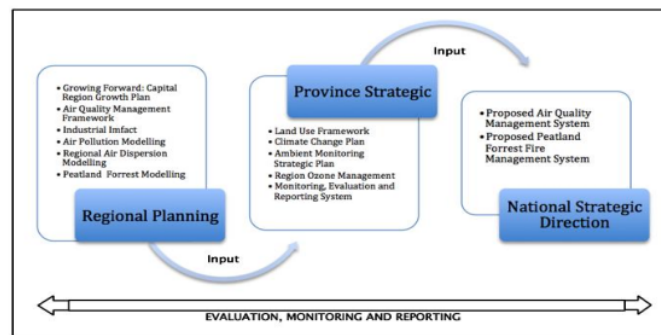 Input
• Growing Forward: Capital
Region Growth Plan
• Air Quality Management
Framework
• Industrial Imfact
• Air Pollution Modelling
• Regional Air Dispersion
Modelling
• Peatland Forrest Modelling
Regional Planning
Input
Province Strategic
• Land Use Framework
• Climate Change Plan
• Ambient Monitoring
Strategic Plan
• Region Ozone Management
• Monitoring, Evaluation and
Reporting System
• Proposed Air Quality
Management System
• Proposed Peatland
Forrest Fire
Management System
National Strategic
Direction
EVALUATION, MONITORING AND REPORTING